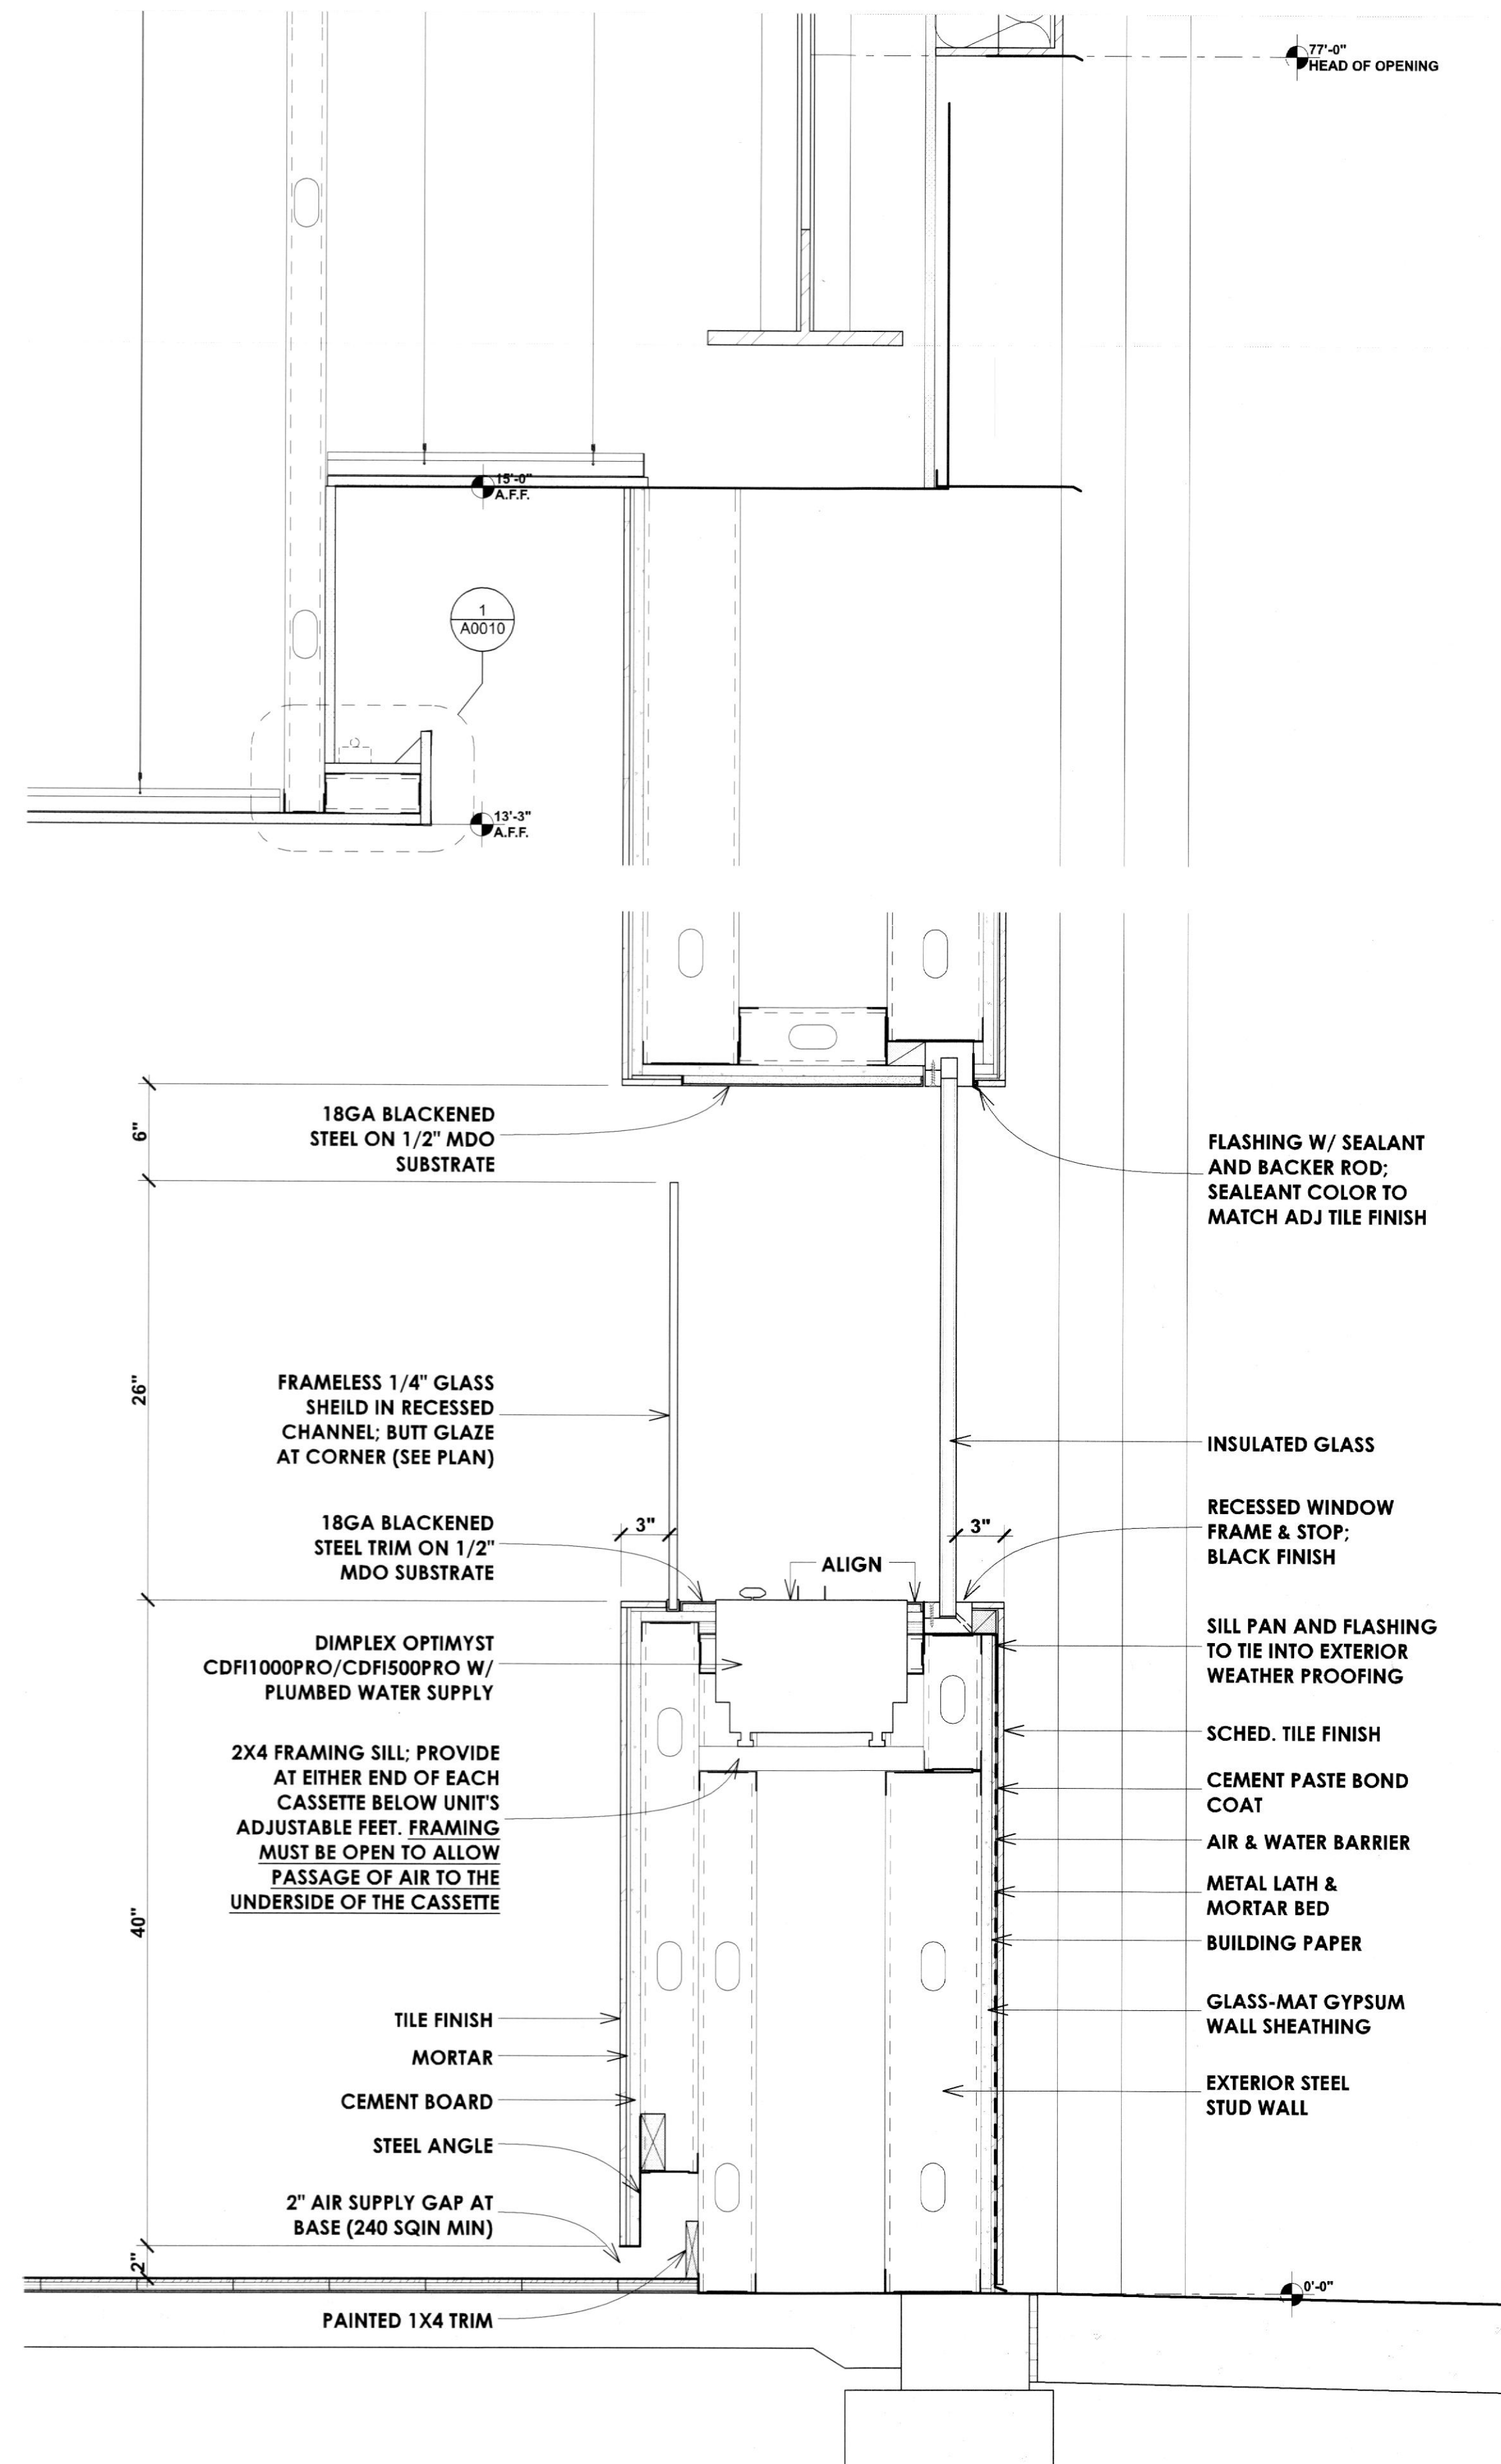 77'-0"
HEAD OF OPENING
15'-0"
A.F.F.
1
A0010
13'-3"
A.F.F.
6"
18GA BLACKENED
STEEL ON 1/2" MDO
SUBSTRATE
FLASHING W/ SEALANT
AND BACKER ROD;
SEALEANT COLOR TO
MATCH ADJ TILE FINISH
26"
FRAMELESS 1/4" GLASS
SHEILD IN RECESSED
CHANNEL; BUTT GLAZE
AT CORNER (SEE PLAN)
INSULATED GLASS
18GA BLACKENED
STEEL TRIM ON 1/2"
MDO SUBSTRATE
3"
ALIGN
3"
RECESSED WINDOW
FRAME & STOP;
BLACK FINISH
DIMPLEX OPTIMYST
CDFI1000PRO/CDFI500PRO W/
PLUMBED WATER SUPPLY
SILL PAN AND FLASHING
TO TIE INTO EXTERIOR
WEATHER PROOFING
SCHED. TILE FINISH
2X4 FRAMING SILL; PROVIDE
AT EITHER END OF EACH
CASSETTE BELOW UNIT'S
ADJUSTABLE FEET. FRAMING
MUST BE OPEN TO ALLOW
PASSAGE OF AIR TO THE
UNDERSIDE OF THE CASSETTE
CEMENT PASTE BOND
COAT
AIR & WATER BARRIER
METAL LATH &
MORTAR BED
BUILDING PAPER
40"
GLASS-MAT GYPSUM
WALL SHEATHING
TILE FINISH
MORTAR
CEMENT BOARD
EXTERIOR STEEL
STUD WALL
STEEL ANGLE
2" AIR SUPPLY GAP AT
BASE (240 SQIN MIN)
2"
0'-0"
PAINTED 1X4 TRIM